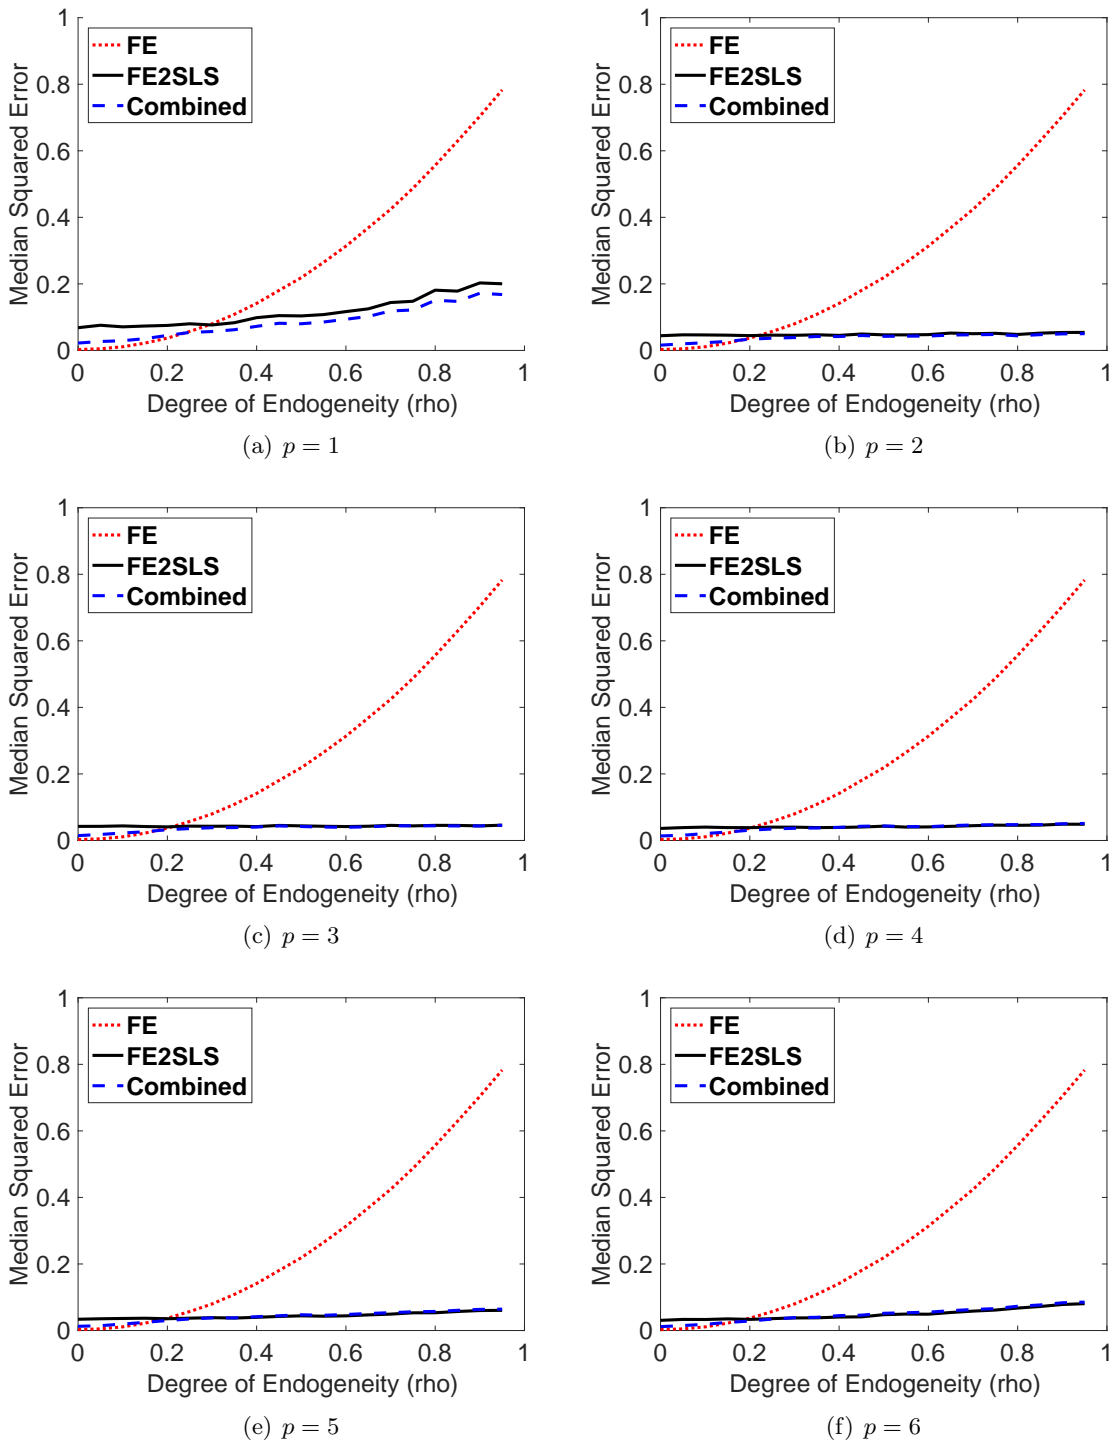 1
0.8
0.6
0.4
0.2
0
Median Squared Error
FE
FE2SLS
Combined
0 0.2 0.4 0.6 0.8 1
Degree of Endogeneity (rho)
(a) p = 1
1
0.8
0.6
0.4
0.2
0
Median Squared Error
FE
FE2SLS
Combined
0 0.2 0.4 0.6 0.8 1
Degree of Endogeneity (rho)
(b) p = 2
1
0.8
0.6
0.4
0.2
0
Median Squared Error
FE
FE2SLS
Combined
0 0.2 0.4 0.6 0.8 1
Degree of Endogeneity (rho)
(c) p = 3
1
0.8
0.6
0.4
0.2
0
Median Squared Error
FE
FE2SLS
Combined
0 0.2 0.4 0.6 0.8 1
Degree of Endogeneity (rho)
(d) p = 4
1
0.8
0.6
0.4
0.2
0
Median Squared Error
FE
FE2SLS
Combined
0 0.2 0.4 0.6 0.8 1
Degree of Endogeneity (rho)
(e) p = 5
1
0.8
0.6
0.4
0.2
0
Median Squared Error
FE
FE2SLS
Combined
0 0.2 0.4 0.6 0.8 1
Degree of Endogeneity (rho)
(f) p = 6